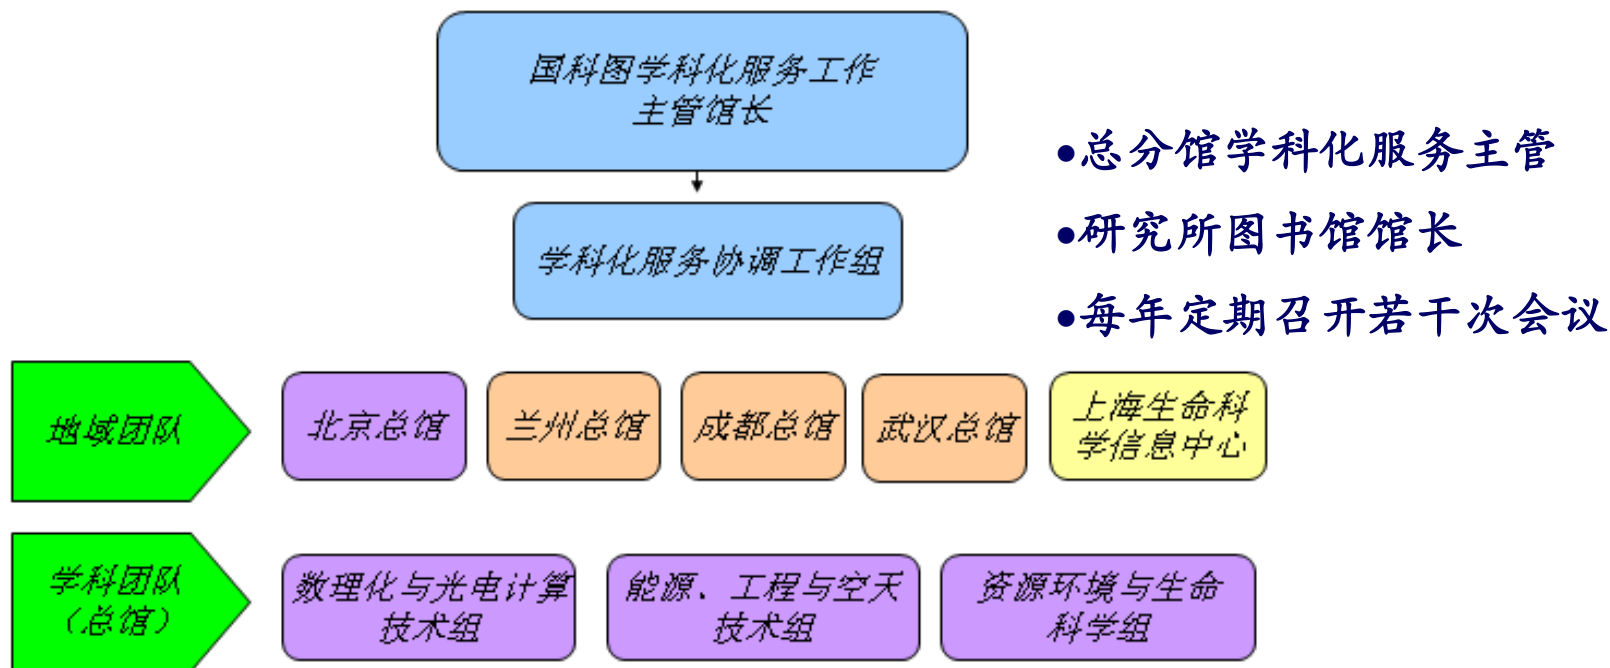 国科图学科化服务工作
主管馆长
学科化服务协调工作组
•总分馆学科化服务主管
•研究所图书馆馆长
•每年定期召开若干次会议
地域团队
北京总馆
兰州总馆
成都总馆
武汉总馆
上海生命科
学信息中心
学科团队
（总馆）
数理化与光电计算
技术组
能源、工程与空天
技术组
资源环境与生命
科学组